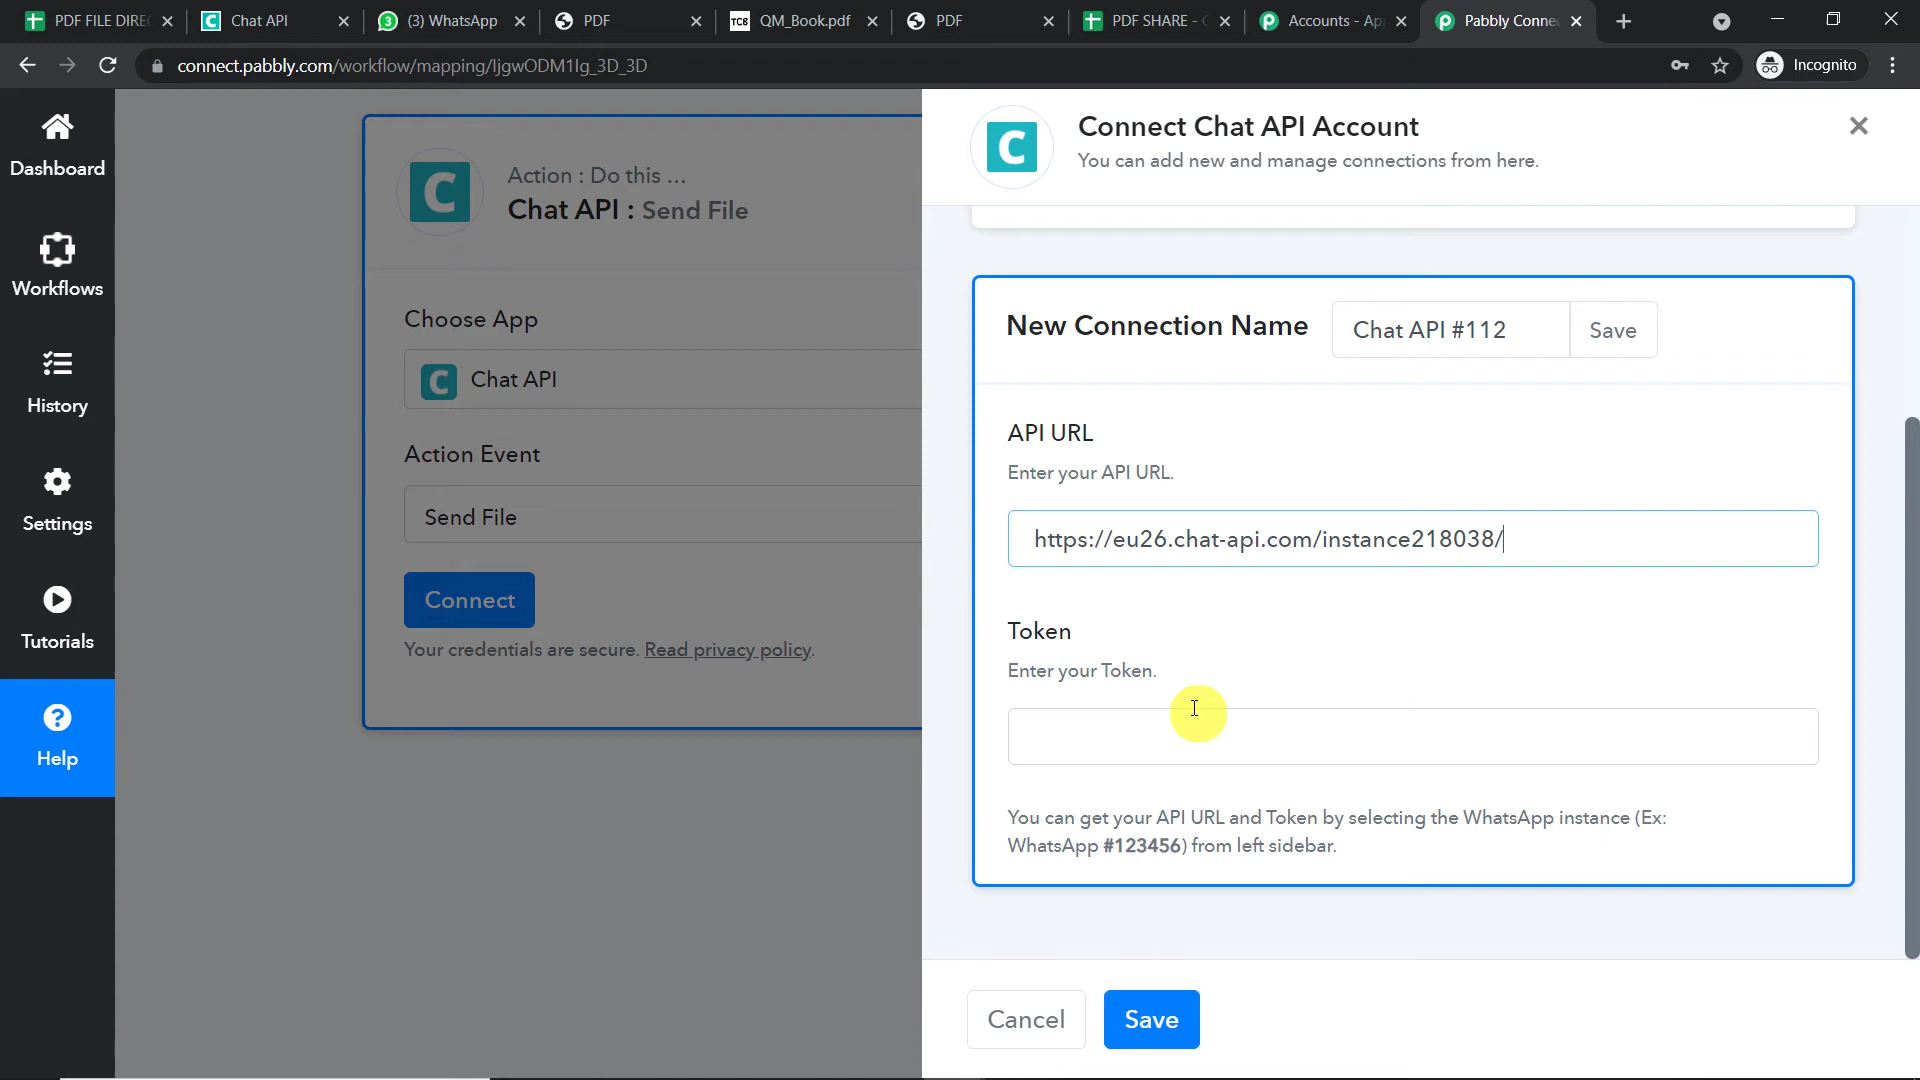 PDF FILE DIRE
Chat API
(3) WhatsApp
PDF
QM_Book.pdf
PDF
PDF SHARE -
Accounts - Ap
Pabbly Conne
connect.pabbly.com/workflow/mapping/IjgwODM1Ig_3D_3D
Incognito
Dashboard
Workflows
History
Settings
Tutorials
Help
Action : Do this ...
Chat API : Send File
Choose App
Chat API
Action Event
Send File
Connect
Your credentials are secure. Read privacy policy.
Connect Chat API Account
You can add new and manage connections from here.
New Connection Name
Chat API #112
Save
API URL
Enter your API URL.
https://eu26.chat-api.com/instance218038/
Token
Enter your Token.
You can get your API URL and Token by selecting the WhatsApp instance (Ex:
WhatsApp #123456) from left sidebar.
Cancel
Save